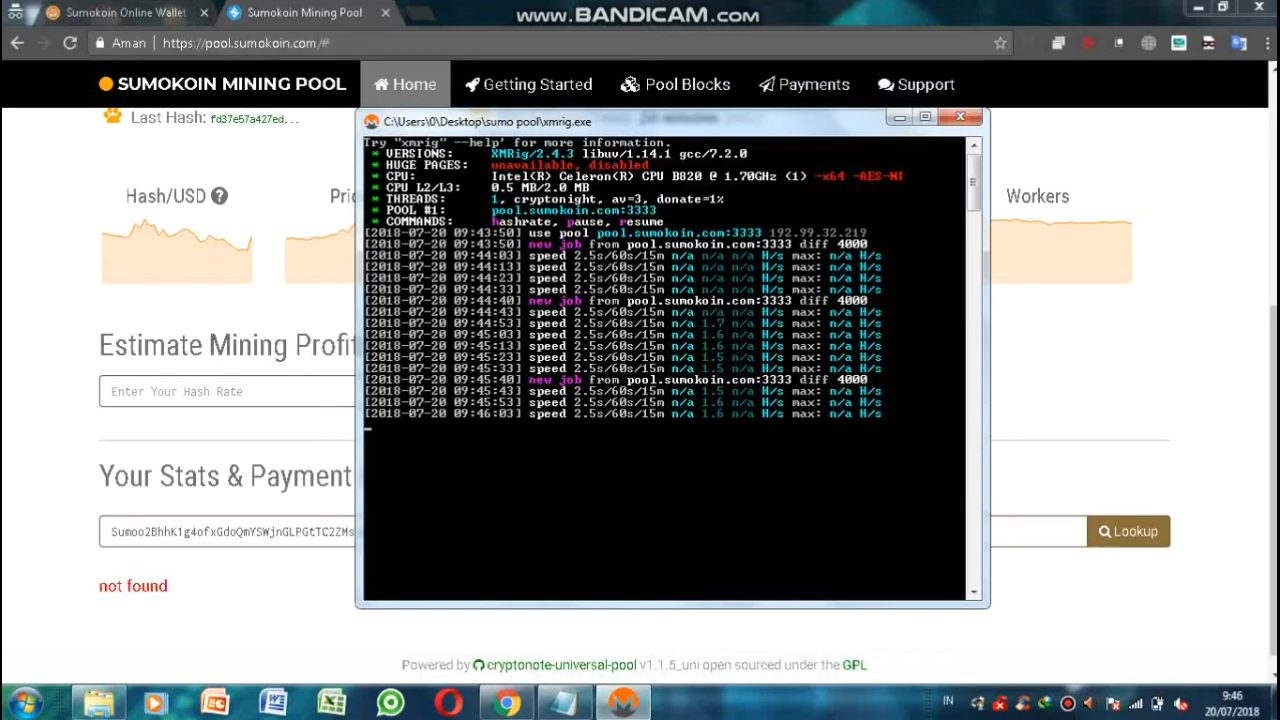 www.BANDICAM.com
Sumokoin Online Wallet
Sumokoin Mining Pool
Aman
https://pool.sumokoin.com/#
SUMOKOIN MINING POOL
Home
Getting Started
Pool Blocks
Payments
Support
Last Hash: fd37e57a427ed...
Hash/USD
Workers
Estimate Mining Profit
Enter Your Hash Rate
Your Stats & Payment
Sumoo2BhhK1g4ofxGdoQmYSWjnGLPGtTC2ZMs
Lookup
not found
C:\Users\0\Desktop\sumo pool\xmrig.exe
Try "xmrig" --help' for more information.
* VERSIONS: XMRig/2.4.3 libuv/1.14.1 gcc/7.2.0
* HUGE PAGES: unavailable, disabled
* CPU: Intel(R) Celeron(R) CPU B820 @ 1.70GHz (1) -x64 -AES-NI
* CPU L2/L3: 0.5 MB/2.0 MB
* THREADS: 1, cryptonight, av=3, donate=1%
* POOL #1: pool.sumokoin.com:3333
* COMMANDS: hashrate, pause, resume
[2018-07-20 09:43:50] use pool pool.sumokoin.com:3333 192.99.32.219
[2018-07-20 09:43:50] new job from pool.sumokoin.com:3333 diff 4000
[2018-07-20 09:44:03] speed 2.5s/60s/15m n/a n/a n/a H/s max: n/a H/s
[2018-07-20 09:44:13] speed 2.5s/60s/15m n/a n/a n/a H/s max: n/a H/s
[2018-07-20 09:44:23] speed 2.5s/60s/15m n/a n/a n/a H/s max: n/a H/s
[2018-07-20 09:44:33] speed 2.5s/60s/15m n/a n/a n/a H/s max: n/a H/s
[2018-07-20 09:44:40] new job from pool.sumokoin.com:3333 diff 4000
[2018-07-20 09:44:43] speed 2.5s/60s/15m n/a n/a n/a H/s max: n/a H/s
[2018-07-20 09:44:53] speed 2.5s/60s/15m n/a 1.7 n/a H/s max: n/a H/s
[2018-07-20 09:45:03] speed 2.5s/60s/15m n/a 1.6 n/a H/s max: n/a H/s
[2018-07-20 09:45:13] speed 2.5s/60s/15m n/a 1.6 n/a H/s max: n/a H/s
[2018-07-20 09:45:23] speed 2.5s/60s/15m n/a 1.5 n/a H/s max: n/a H/s
[2018-07-20 09:45:33] speed 2.5s/60s/15m n/a 1.5 n/a H/s max: n/a H/s
[2018-07-20 09:45:40] new job from pool.sumokoin.com:3333 diff 4000
[2018-07-20 09:45:43] speed 2.5s/60s/15m n/a 1.5 n/a H/s max: n/a H/s
[2018-07-20 09:45:53] speed 2.5s/60s/15m n/a 1.6 n/a H/s max: n/a H/s
[2018-07-20 09:46:03] speed 2.5s/60s/15m n/a 1.6 n/a H/s max: n/a H/s
Powered by cryptonote-universal-pool v1.1.5_uni open sourced under the GPL
IN
9:46
20/07/2018